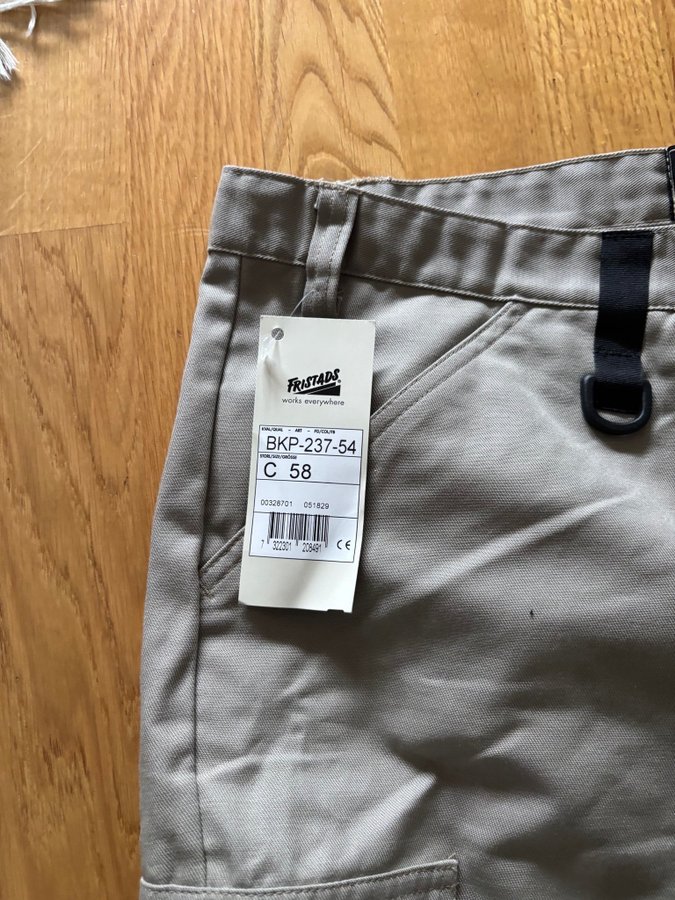 FRISTADS
works everywhere
KVAL/QUAL - ART - FG/COL/FB
BKP-237-54
STORL/SIZE/GRÖSSE
C 58
00328701 051829
7 322301 208491 CE